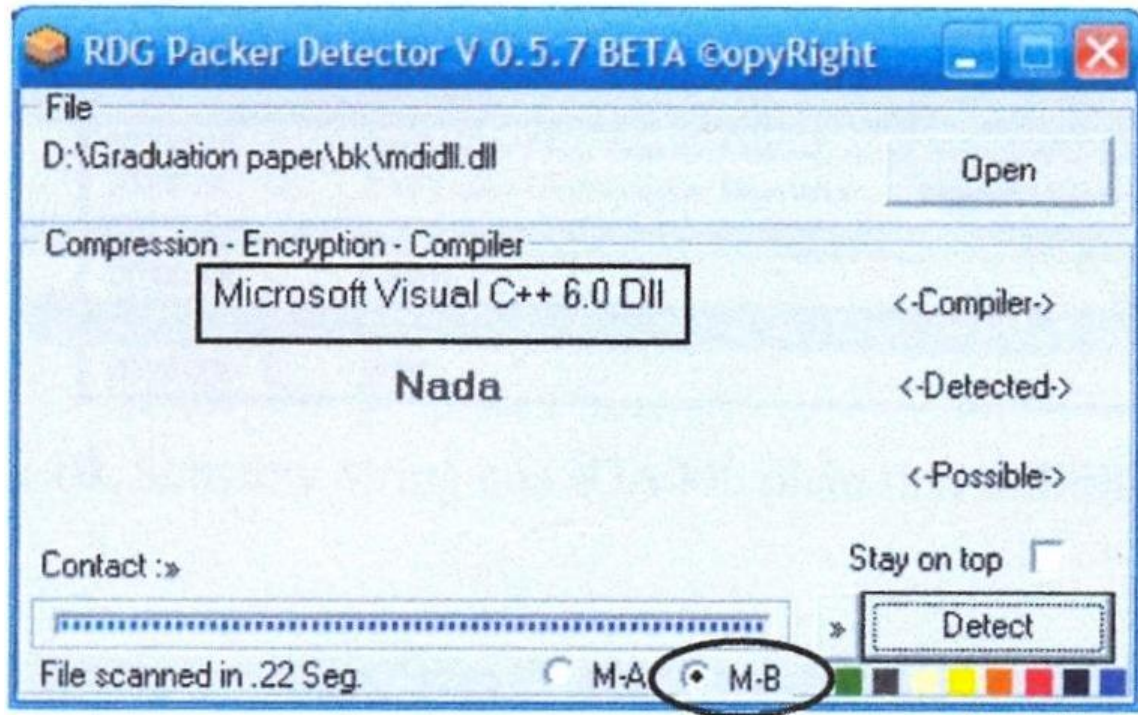 RDG Packer Detector V 0.5.7 BETA ©opyRight
File
D:\Graduation paper\bk\mdidll.dll
Open
Compression - Encryption - Compiler
Microsoft Visual C++ 6.0 Dll
<-Compiler->
Nada
<-Detected->
<-Possible->
Contact :»
Stay on top
» Detect
File scanned in .22 Seg.
M-A M-B